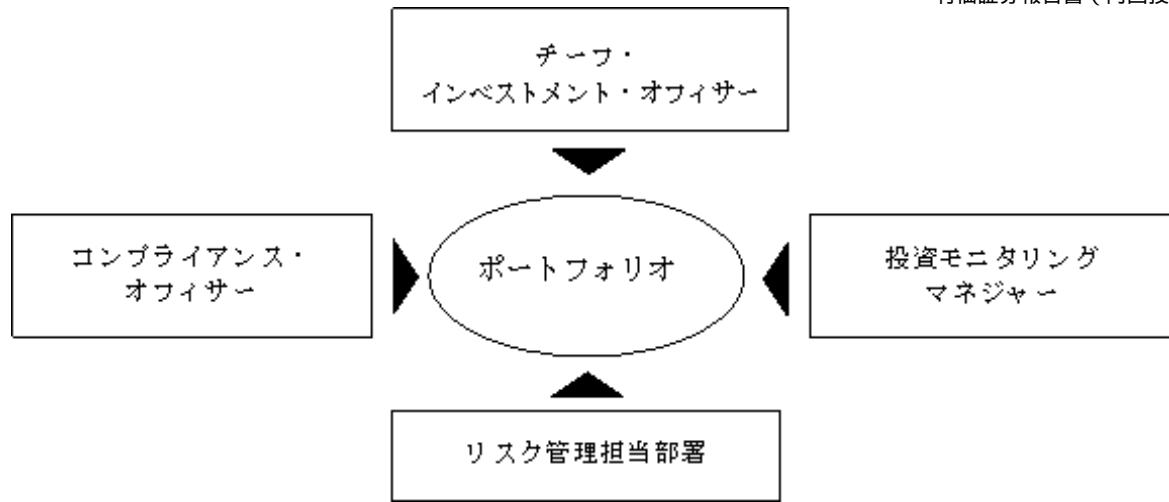 チーフ・
インベストメント・オフィサー
コンプライアンス・
オフィサー
ポートフォリオ
投資モニタリング
マネジャー
リスク管理担当部署